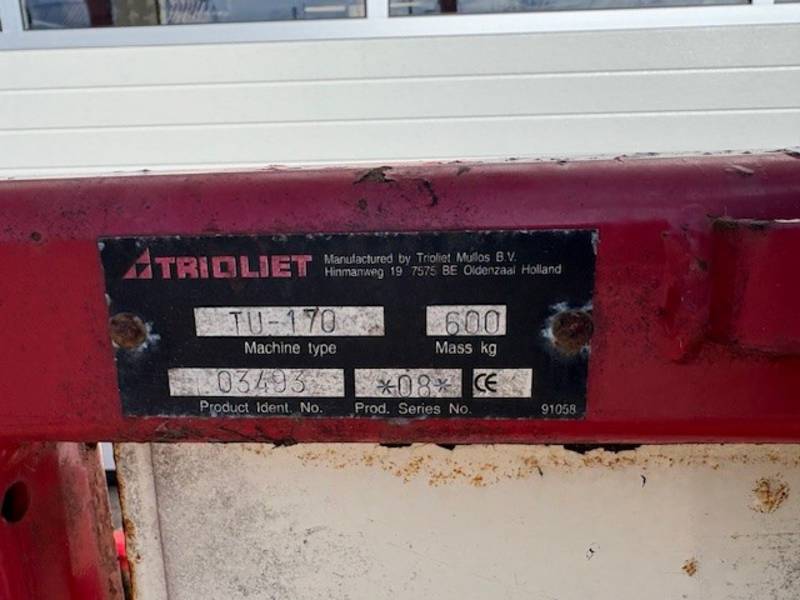 TRIOLIET
Manufactured by Trioliet Mullos B.V.
Hinmanweg 19 7575 BE Oldenzaal Holland
TU-170 600
Machine type Mass kg
03493 *08* CE
Product Ident. No. Prod. Series No. 91058